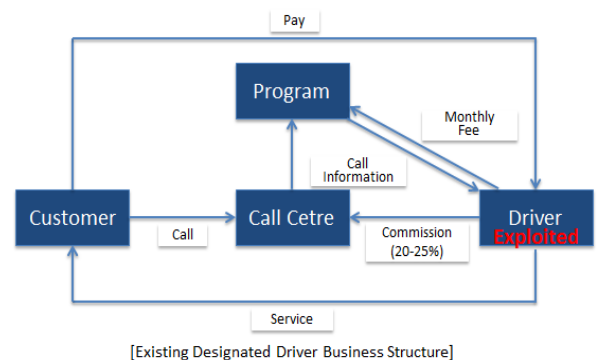 Pay
Program
Monthly
Fee
Call
Information
Customer
Call Cetre
Driver
Exploited
Call
Commission
(20-25%)
Service
[Existing Designated Driver Business Structure]